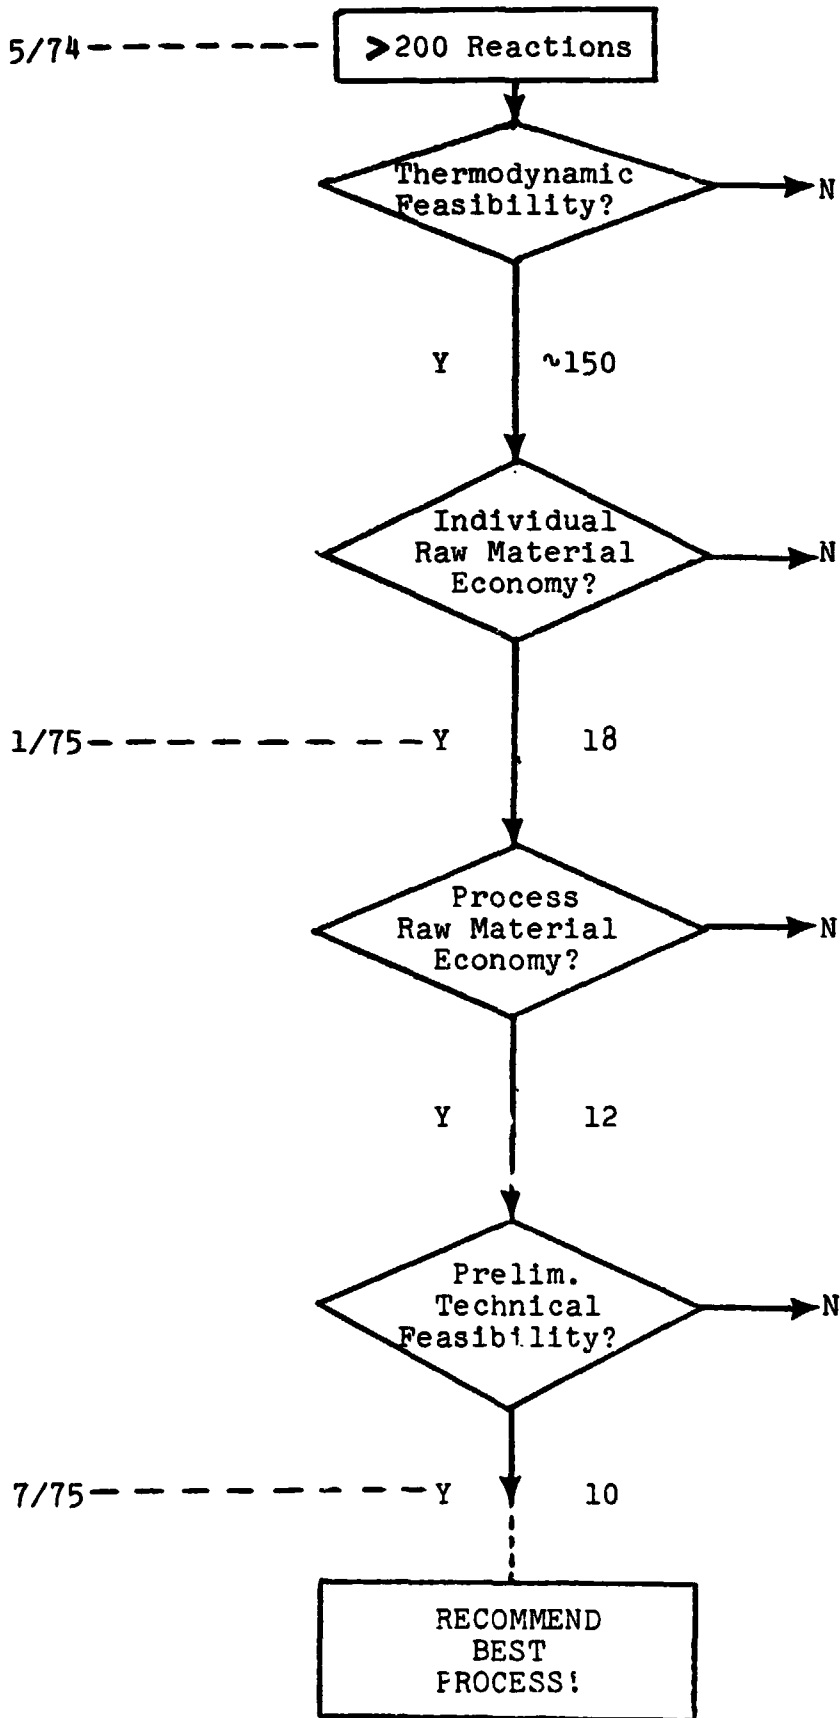 5/74 >200 Reactions
Thermodynamic
Feasibility?
N
Y ~150
Individual
Raw Material
Economy?
N
1/75 Y 18
Process
Raw Material
Economy?
N
Y 12
Prelim.
Technical
Feasibility?
N
7/75 Y 10
RECOMMEND
BEST
PROCESS!